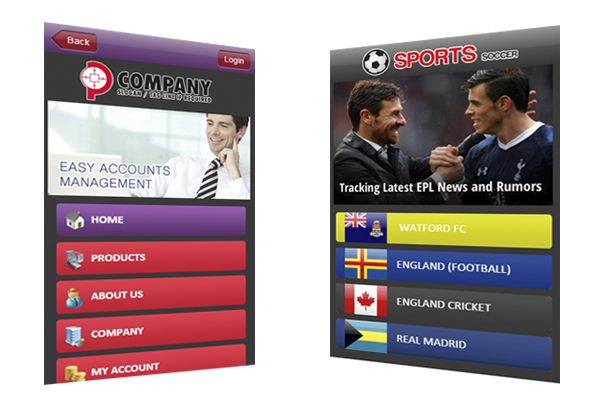 Back
Login
COMPANY
SLOGAN / TAG LINE IF REQUIRED
EASY ACCOUNTS
MANAGEMENT
HOME
PRODUCTS
ABOUT US
COMPANY
MY ACCOUNT
SPORTS SOCCER
Tracking Latest EPL News and Rumors
WATFORD FC
ENGLAND (FOOTBALL)
ENGLAND CRICKET
REAL MADRID